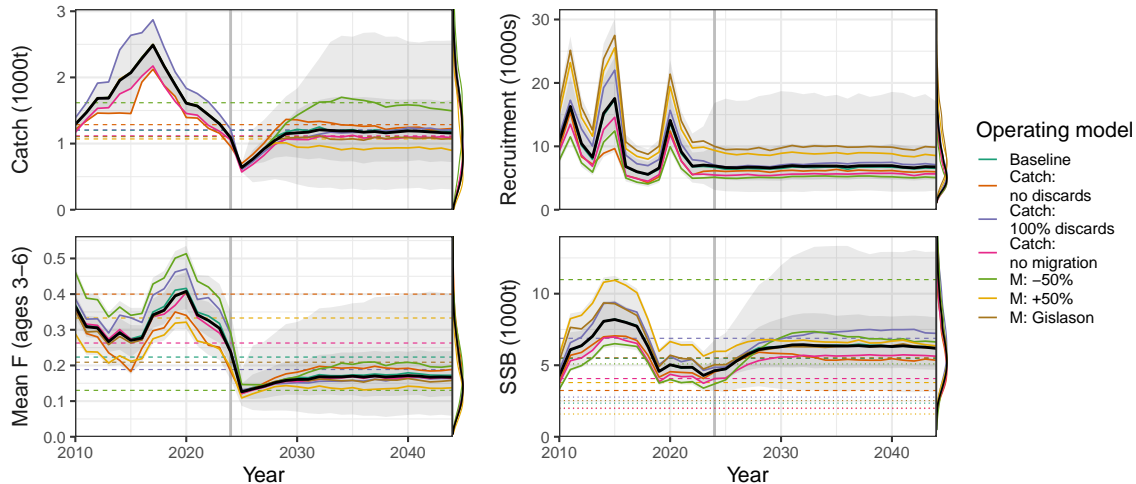 Catch (1000t)
3
2
1
0
Recruitment (1000s)
30
20
10
0
Mean F (ages 3−6)
0.5
0.4
0.3
0.2
0.1
0.0
2010
2020
2030
2040
Year
SSB (1000t)
10
5
0
2010
2020
2030
2040
Year
Operating model
Baseline
Catch:
no discards
Catch:
100% discards
Catch:
no migration
M: −50%
M: +50%
M: Gislason